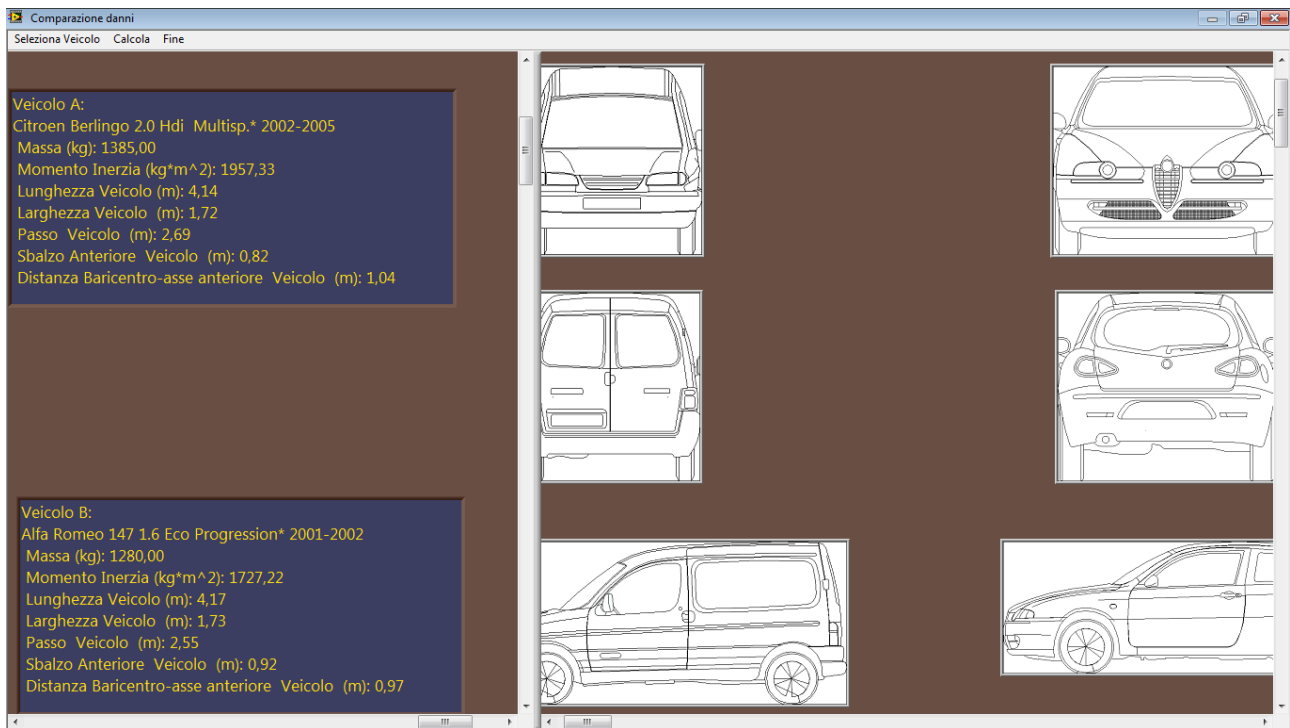 Comparazione danni
Seleziona Veicolo Calcola Fine
Veicolo A:
Citroen Berlingo 2.0 Hdi Multisp.* 2002-2005
Massa (kg): 1385,00
Momento Inerzia (kg*m^2): 1957,33
Lunghezza Veicolo (m): 4,14
Larghezza Veicolo (m): 1,72
Passo Veicolo (m): 2,69
Sbalzo Anteriore Veicolo (m): 0,82
Distanza Baricentro-asse anteriore Veicolo (m): 1,04
Veicolo B:
Alfa Romeo 147 1.6 Eco Progression* 2001-2002
Massa (kg): 1280,00
Momento Inerzia (kg*m^2): 1727,22
Lunghezza Veicolo (m): 4,17
Larghezza Veicolo (m): 1,73
Passo Veicolo (m): 2,55
Sbalzo Anteriore Veicolo (m): 0,92
Distanza Baricentro-asse anteriore Veicolo (m): 0,97